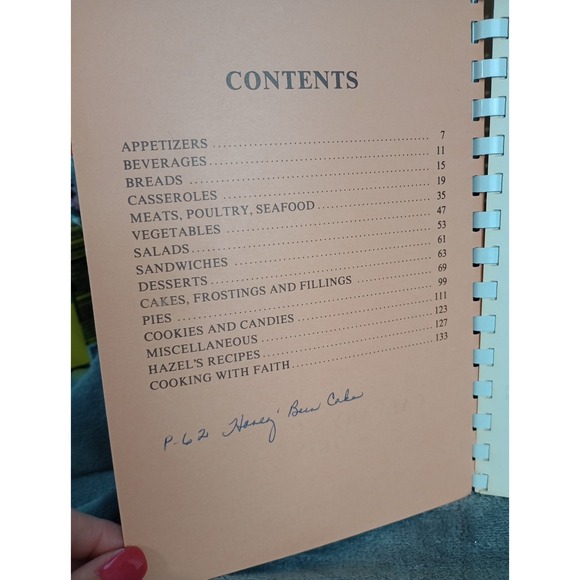 CONTENTS
APPETIZERS ........ 7
BEVERAGES ........ 11
BREADS ........ 15
CASSEROLES ........ 19
MEATS, POULTRY, SEAFOOD ........ 35
VEGETABLES ........ 47
SALADS ........ 53
SANDWICHES ........ 61
DESSERTS ........ 63
CAKES, FROSTINGS AND FILLINGS ........ 69
PIES ........ 99
COOKIES AND CANDIES ........ 111
MISCELLANEOUS ........ 123
HAZEL'S RECIPES ........ 127
COOKING WITH FAITH ........ 133
P-62 "Honey" Bun Cake